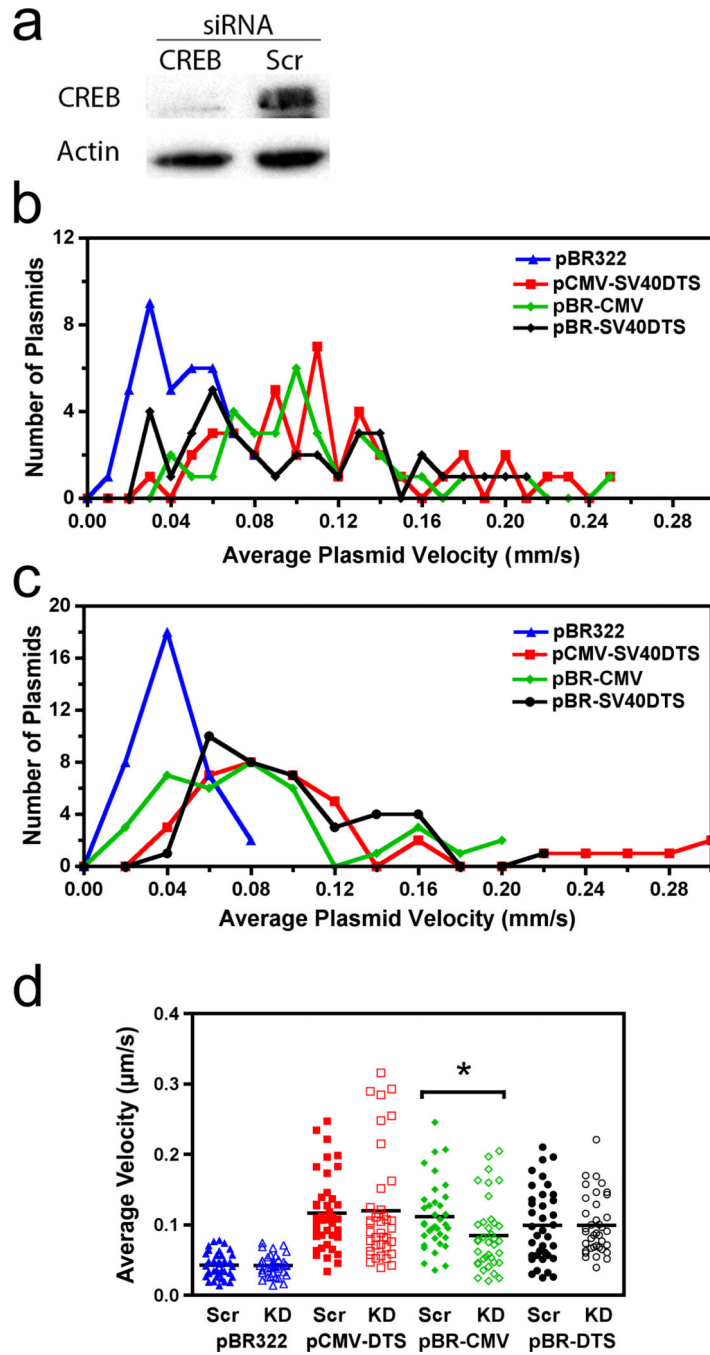 a
siRNA
CREB Scr
CREB
Actin
b
12
8
4
0
Number of Plasmids
pBR322
pCMV-SV40DTS
pBR-CMV
pBR-SV40DTS
0.00 0.04 0.08 0.12 0.16 0.20 0.24 0.28
Average Plasmid Velocity (mm/s)
c
20
16
12
8
4
0
Number of Plasmids
pBR322
pCMV-SV40DTS
pBR-CMV
pBR-SV40DTS
0.00 0.04 0.08 0.12 0.16 0.20 0.24 0.28
Average Plasmid Velocity (mm/s)
d
0.4
0.3
0.2
0.1
0.0
Average Velocity (µm/s)
*
Scr KD Scr KD Scr KD Scr KD
pBR322 pCMV-DTS pBR-CMV pBR-DTS